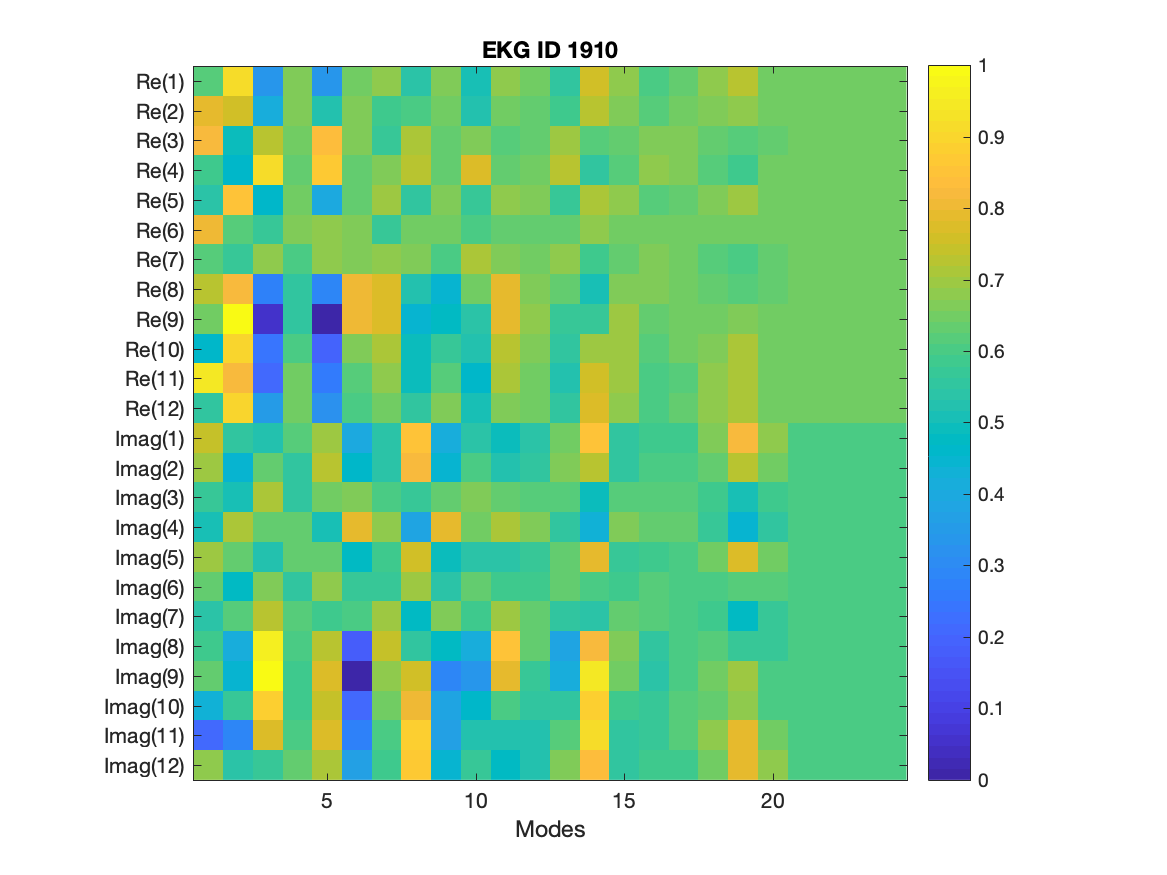 EKG ID 1910
Re(1)
Re(2)
Re(3)
Re(4)
Re(5)
Re(6)
Re(7)
Re(8)
Re(9)
Re(10)
Re(11)
Re(12)
Imag(1)
Imag(2)
Imag(3)
Imag(4)
Imag(5)
Imag(6)
Imag(7)
Imag(8)
Imag(9)
Imag(10)
Imag(11)
Imag(12)
5 10 15 20
Modes
1
0.9
0.8
0.7
0.6
0.5
0.4
0.3
0.2
0.1
0